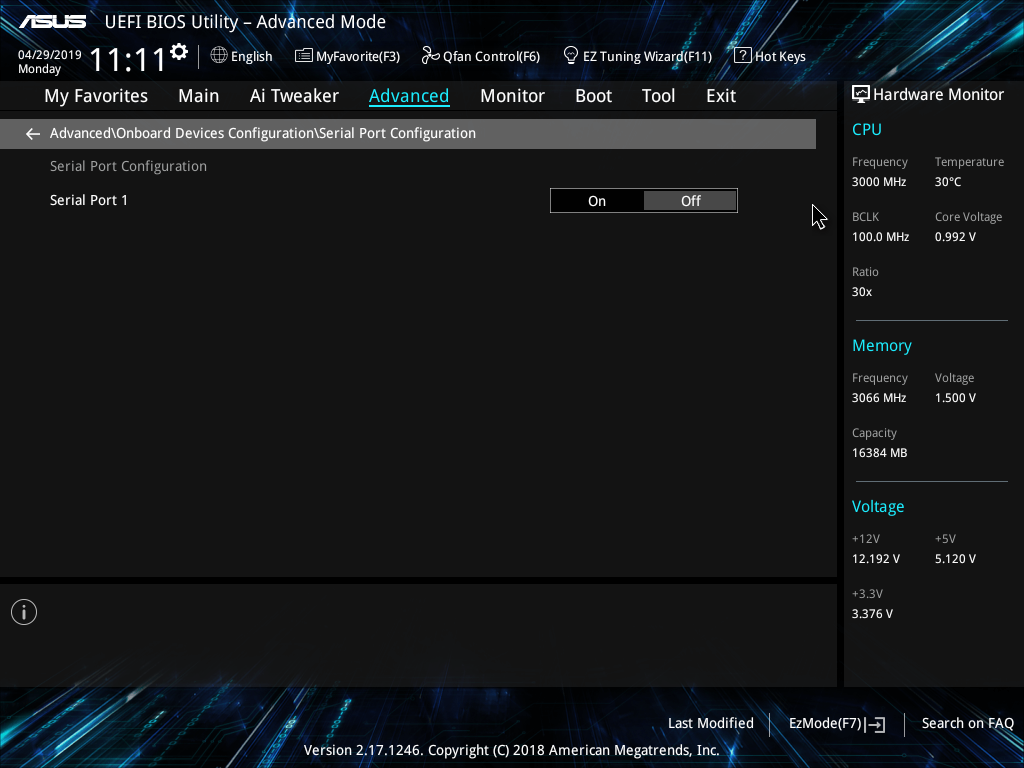 ASUS UEFI BIOS Utility – Advanced Mode
04/29/2019
Monday
11:11
English MyFavorite(F3) Qfan Control(F6) EZ Tuning Wizard(F11) ? Hot Keys
My Favorites Main Ai Tweaker Advanced Monitor Boot Tool Exit
Advanced\Onboard Devices Configuration\Serial Port Configuration
Serial Port Configuration
Serial Port 1 On Off
Hardware Monitor
CPU
Frequency Temperature
3000 MHz 30°C
BCLK Core Voltage
100.0 MHz 0.992 V
Ratio
30x
Memory
Frequency Voltage
3066 MHz 1.500 V
Capacity
16384 MB
Voltage
+12V +5V
12.192 V 5.120 V
+3.3V
3.376 V
Last Modified EzMode(F7) Search on FAQ
Version 2.17.1246. Copyright (C) 2018 American Megatrends, Inc.